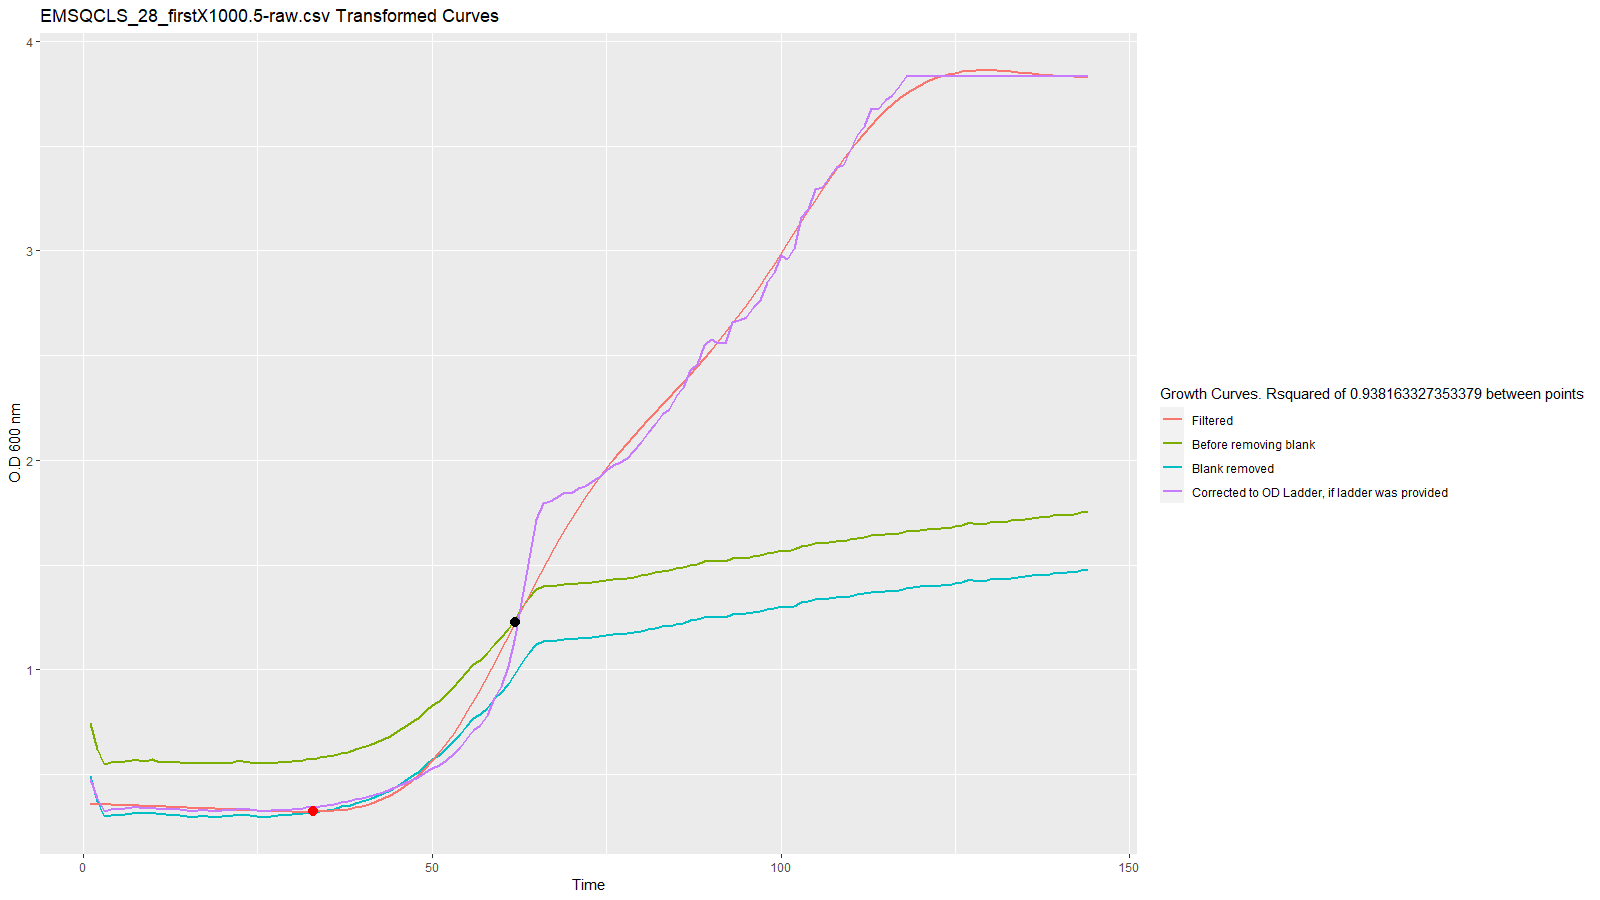 EMSQCLS_28_firstX1000.5-raw.csv Transformed Curves
4
3
2
1
O.D 600 nm
0
50
100
150
Time
Growth Curves. Rsquared of 0.938163327353379 between points
Filtered
Before removing blank
Blank removed
Corrected to OD Ladder, if ladder was provided